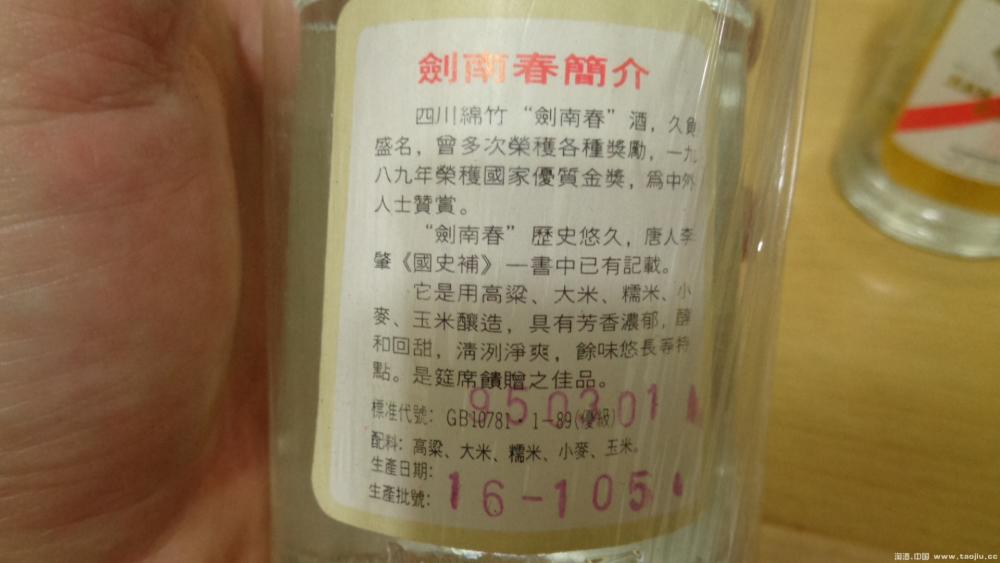 劍南春簡介
四川綿竹“劍南春”酒，久負
盛名，曾多次榮獲各種獎勵，一九
八九年榮獲國家優質金獎，爲中外
人士贊賞。
“劍南春”歷史悠久，唐人李
肇《國史補》一書中已有記載。
它是用高粱、大米、糯米、小
麥、玉米釀造，具有芳香濃郁，醇
和回甜，清洌淨爽，餘味悠長等特
點。是筵席饋贈之佳品。
標准代號：GB10781·1-89(優級)
950301
配料：高粱、大米、糯米、小麥、玉米。
生產日期：
生產批號：16-105
淘酒.中国 www.taojiu.cc